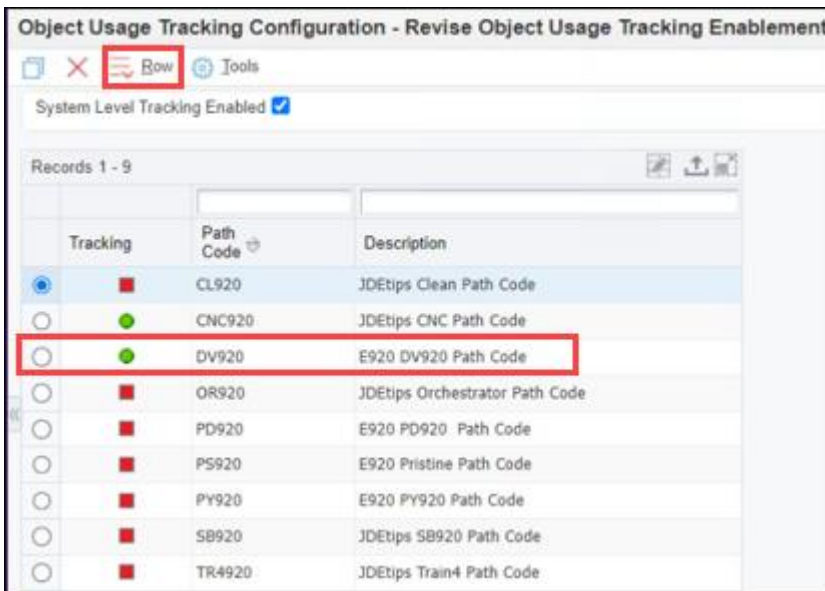 Object Usage Tracking Configuration - Revise Object Usage Tracking Enablement
Row Tools
System Level Tracking Enabled
Records 1 - 9
Tracking Path Code Description
CL920 JDEtips Clean Path Code
CNC920 JDEtips CNC Path Code
DV920 E920 DV920 Path Code
OR920 JDEtips Orchestrator Path Code
PD920 E920 PD920 Path Code
PS920 E920 Pristine Path Code
PY920 E920 PY920 Path Code
SB920 JDEtips SB920 Path Code
TR4920 JDEtips Train4 Path Code